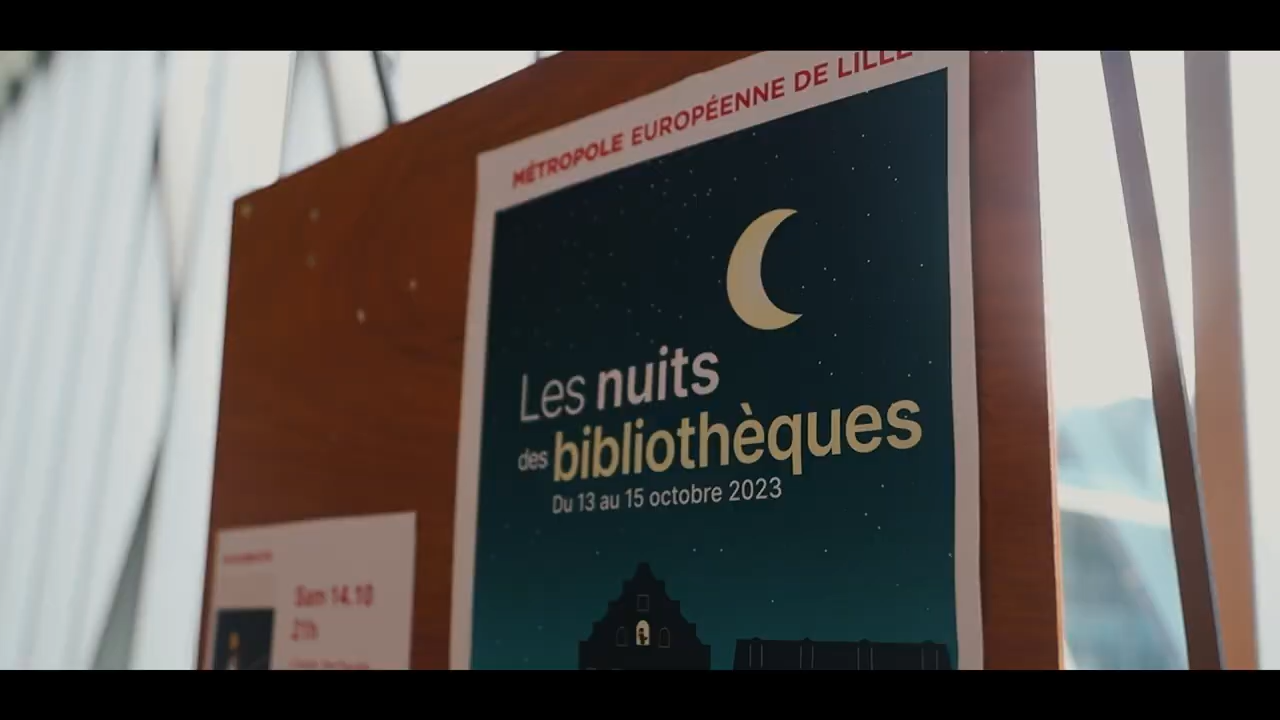 MÉTROPOLE EUROPÉENNE DE LILLE
Les nuits
des bibliothèques
Du 13 au 15 octobre 2023
Sam 14.10
21h